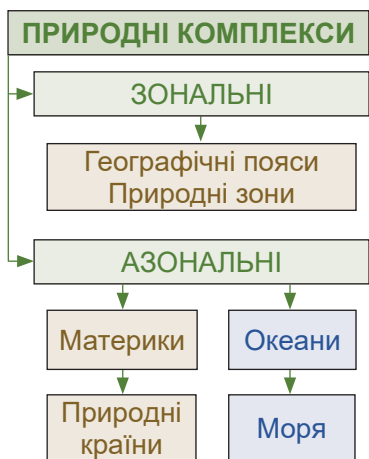 ПРИРОДНІ КОМПЛЕКСИ
ЗОНАЛЬНІ
Географічні пояси
Природні зони
АЗОНАЛЬНІ
Материки
Океани
Природні
країни
Моря